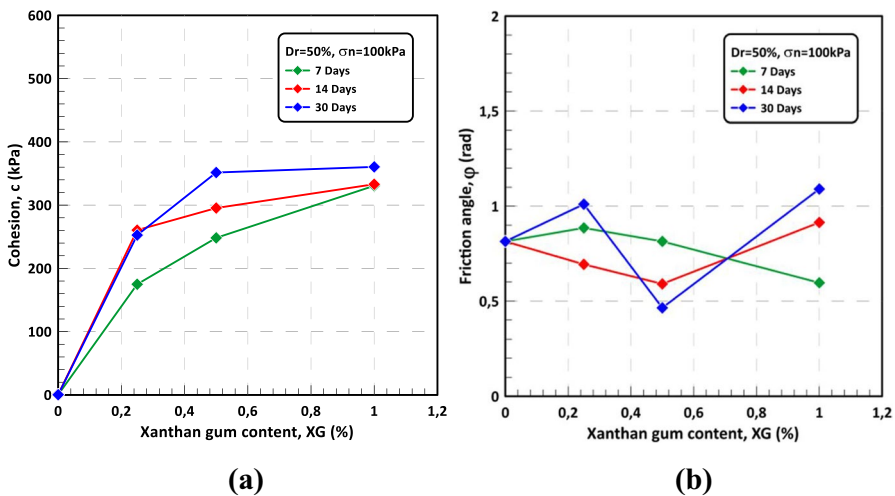 600
500
400
300
200
100
0
Cohesion, c (kPa)
Dr=50%, σn=100kPa
7 Days
14 Days
30 Days
0 0,2 0,4 0,6 0,8 1 1,2
Xanthan gum content, XG (%)
(a)
2
1,5
1
0,5
0
Friction angle, φ (rad)
Dr=50%, σn=100kPa
7 Days
14 Days
30 Days
0 0,2 0,4 0,6 0,8 1 1,2
Xanthan gum content, XG (%)
(b)